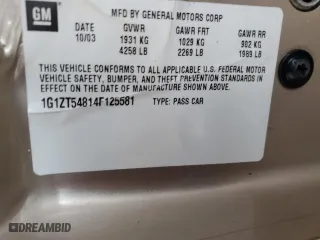 GM
MFD BY GENERAL MOTORS CORP
DATE GVWR GAWR FRT GAWR RR
10/03 1931 KG 1029 KG 902 KG
4258 LB 2269 LB 1989 LB
THIS VEHICLE CONFORMS TO ALL APPLICABLE U.S. FEDERAL MOTOR
VEHICLE SAFETY, BUMPER, AND THEFT PREVENTION STANDARDS IN
EFFECT ON THE DATE OF MANUFACTURE SHOWN ABOVE.
1G1ZT54814F125581 TYPE: PASS CAR